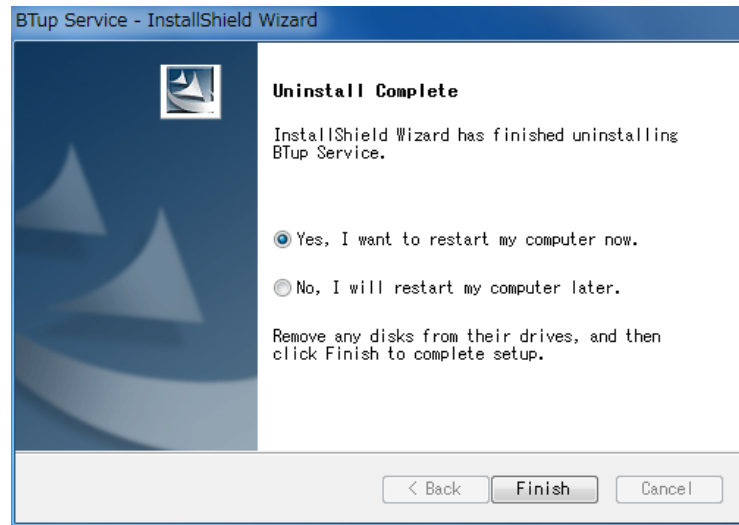 BTup Service - InstallShield Wizard
Uninstall Complete
InstallShield Wizard has finished uninstalling
BTup Service.
Yes, I want to restart my computer now.
No, I will restart my computer later.
Remove any disks from their drives, and then
click Finish to complete setup.
< Back
Finish
Cancel